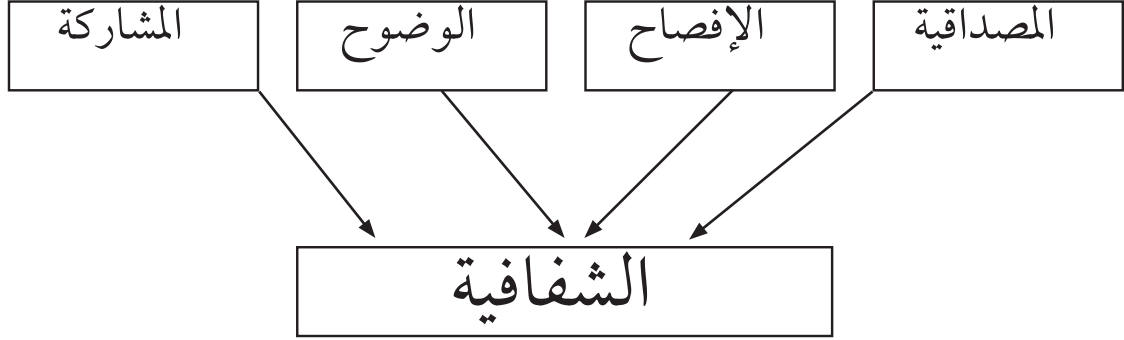 المصداقية
الإفصاح
الوضوح
المشاركة
الشفافية